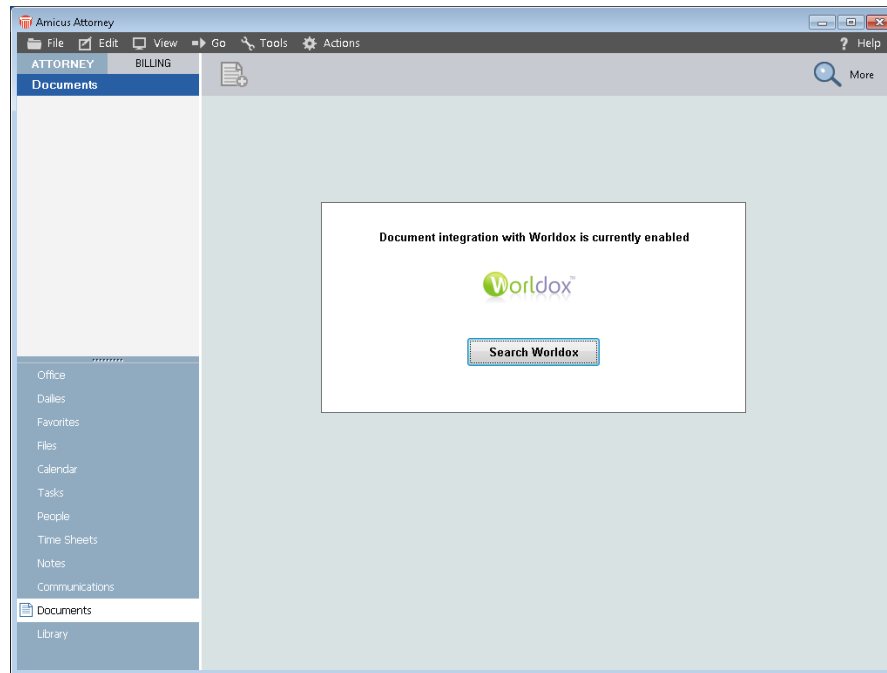 Amicus Attorney
File Edit View Go Tools Actions ? Help
ATTORNEY BILLING
Documents
More
Document integration with Worldox is currently enabled
Worldox™
Search Worldox
Office
Dailies
Favorites
Files
Calendar
Tasks
People
Time Sheets
Notes
Communications
Documents
Library